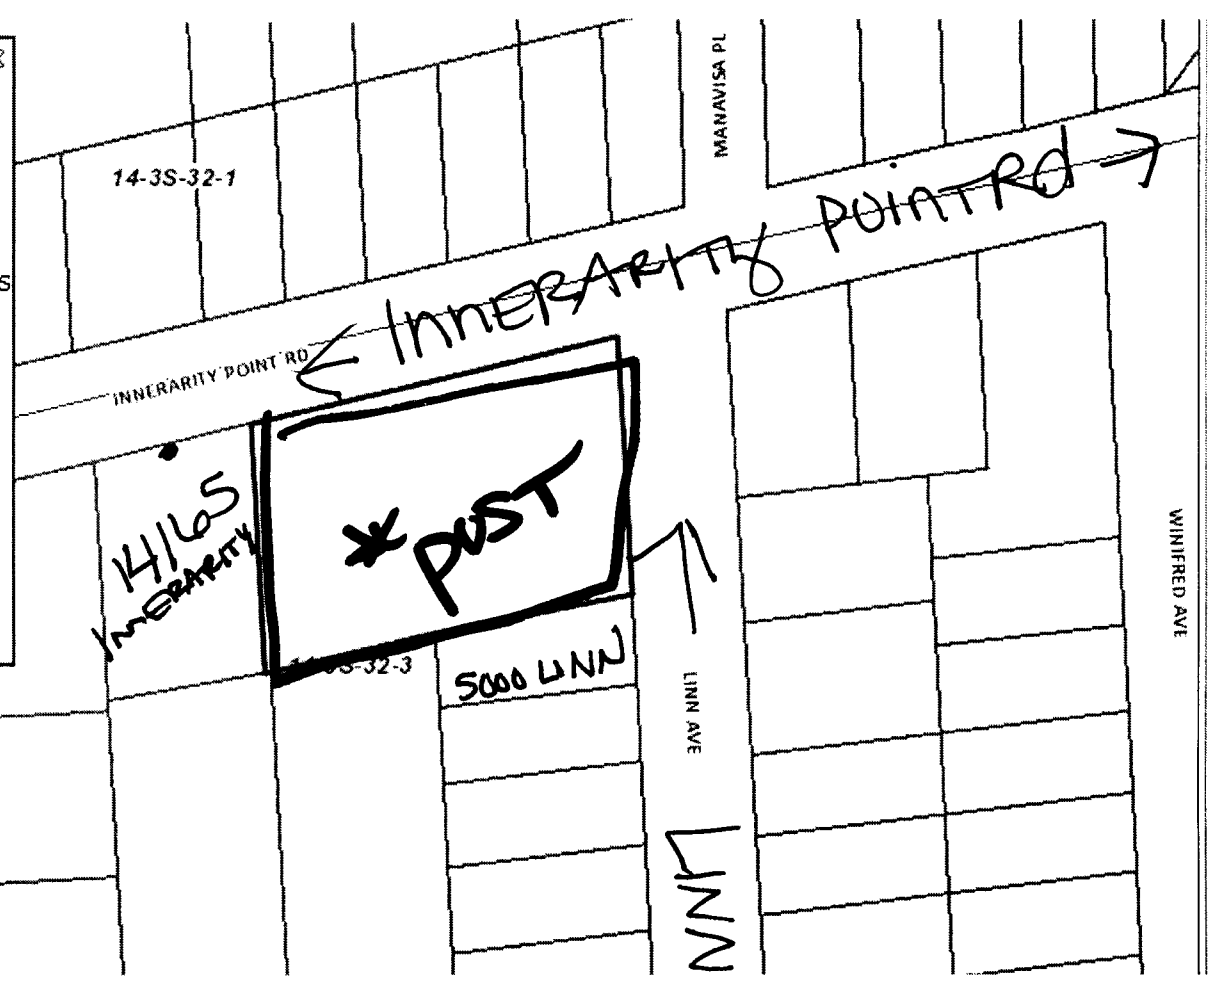 MANAVISA PL
14-3S-32-1
INNERARITY POINT Rd
INNERARITY POINT RD
14165
INNERARITY
*POST
5000 LINN
LINN AVE
WINIFRED AVE
LINN